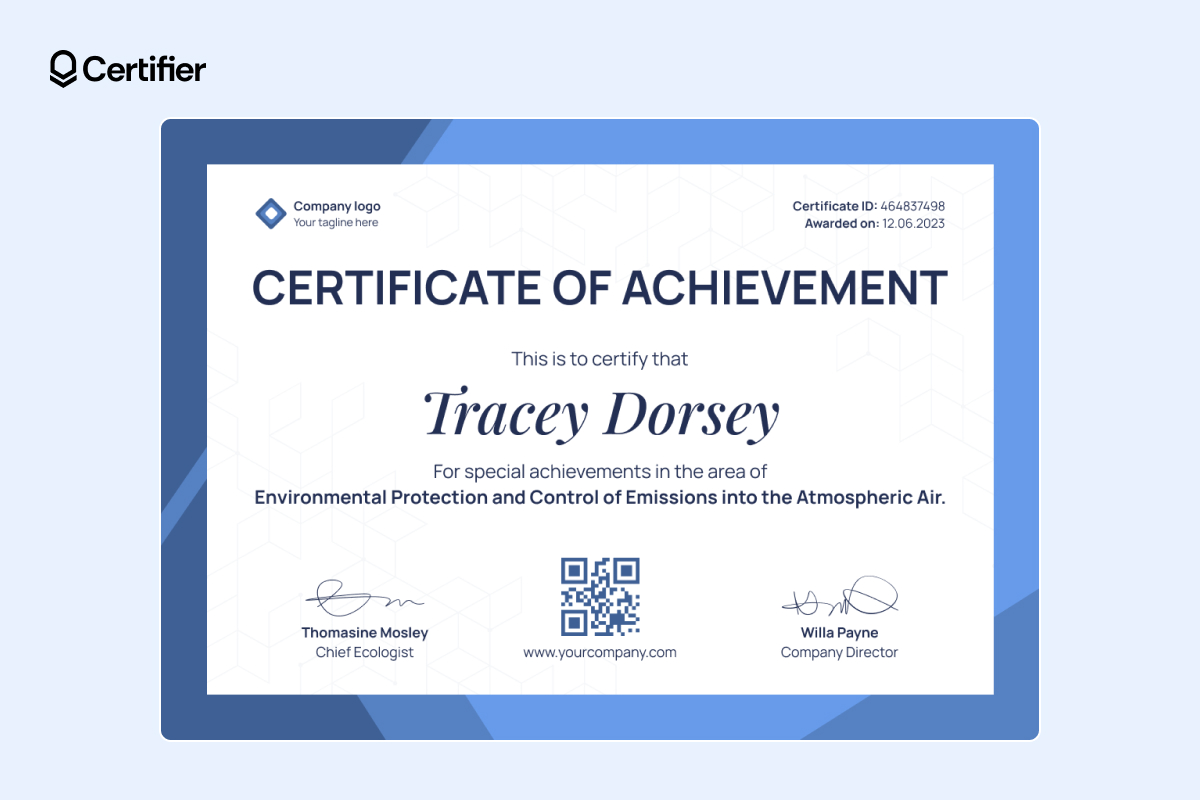 Certifier
Company logo
Your tagline here
Certificate ID: 464837498
Awarded on: 12.06.2023
CERTIFICATE OF ACHIEVEMENT
This is to certify that
Tracey Dorsey
For special achievements in the area of
Environmental Protection and Control of Emissions into the Atmospheric Air.
Thomasine Mosley
Chief Ecologist
www.yourcompany.com
Willa Payne
Company Director